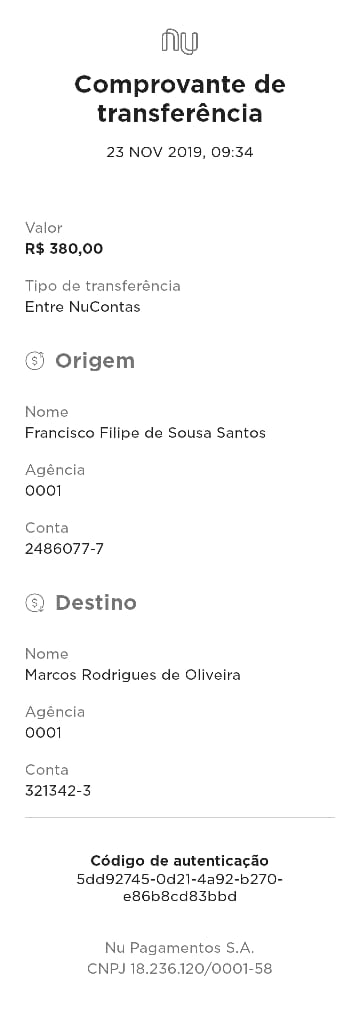 nu
Comprovante de
transferência
23 NOV 2019, 09:34
Valor
R$ 380,00
Tipo de transferência
Entre NuContas
Origem
Nome
Francisco Filipe de Sousa Santos
Agência
0001
Conta
2486077-7
Destino
Nome
Marcos Rodrigues de Oliveira
Agência
0001
Conta
321342-3
Código de autenticação
5dd92745-0d21-4a92-b270-
e86b8cd83bbd
Nu Pagamentos S.A.
CNPJ 18.236.120/0001-58